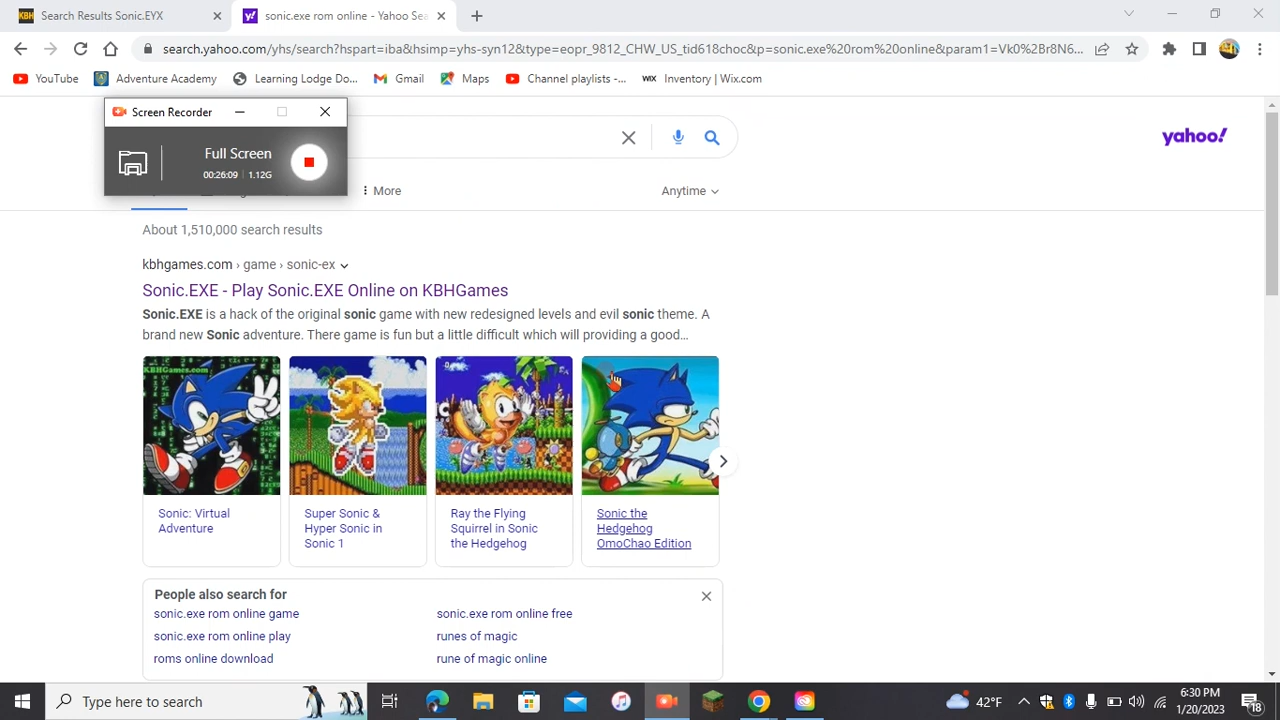 Search Results Sonic.EYX
sonic.exe rom online - Yahoo Sea
search.yahoo.com/yhs/search?hspart=iba&hsimp=yhs-syn12&type=eopr_9812_CHW_US_tid618choc&p=sonic.exe%20rom%20online&param1=Vk0%2Br8N6...
YouTube
Adventure Academy
Learning Lodge Do...
Gmail
Maps
Channel playlists -...
WIX Inventory | Wix.com
Screen Recorder
Full Screen
00:26:09 | 1.12G
yahoo!
More
Anytime
About 1,510,000 search results
kbhgames.com › game › sonic-ex
Sonic.EXE - Play Sonic.EXE Online on KBHGames
Sonic.EXE is a hack of the original sonic game with new redesigned levels and evil sonic theme. A
brand new Sonic adventure. There game is fun but a little difficult which will providing a good...
KBHGames.com
Sonic: Virtual
Adventure
Super Sonic &
Hyper Sonic in
Sonic 1
Ray the Flying
Squirrel in Sonic
the Hedgehog
Sonic the
Hedgehog
OmoChao Edition
People also search for
sonic.exe rom online game
sonic.exe rom online free
sonic.exe rom online play
runes of magic
roms online download
rune of magic online
Type here to search
42°F
6:30 PM
1/20/2023
18